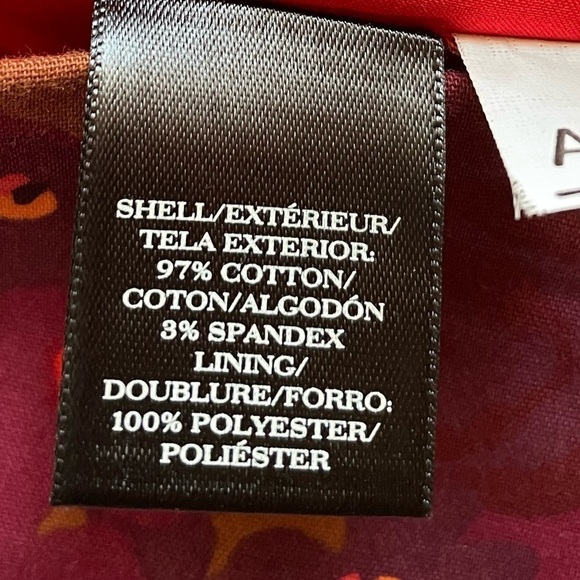 SHELL/EXTÉRIEUR/
TELA EXTERIOR:
97% COTTON/
COTON/ALGODÓN
3% SPANDEX
LINING/
DOUBLURE/FORRO:
100% POLYESTER/
POLIÉSTER